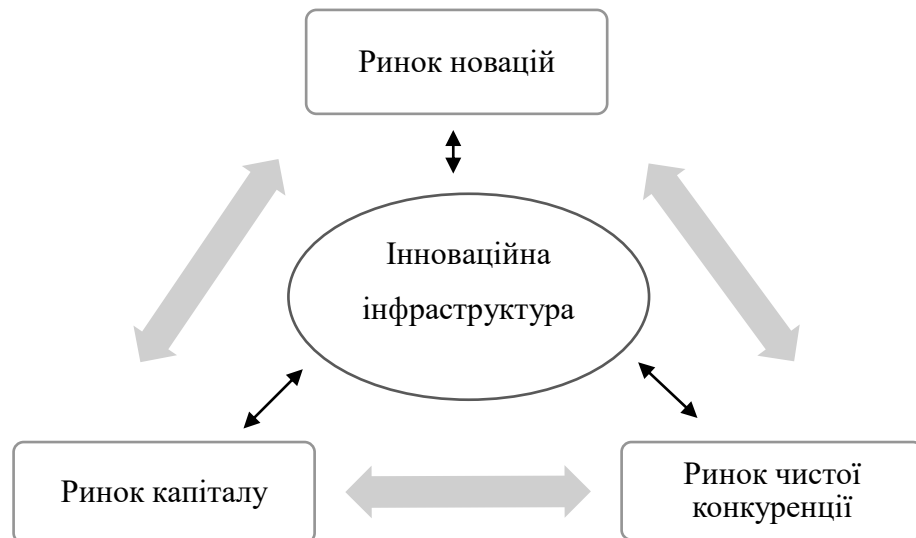 Ринок новацій
Інноваційна
інфраструктура
Ринок капіталу
Ринок чистої
конкуренції